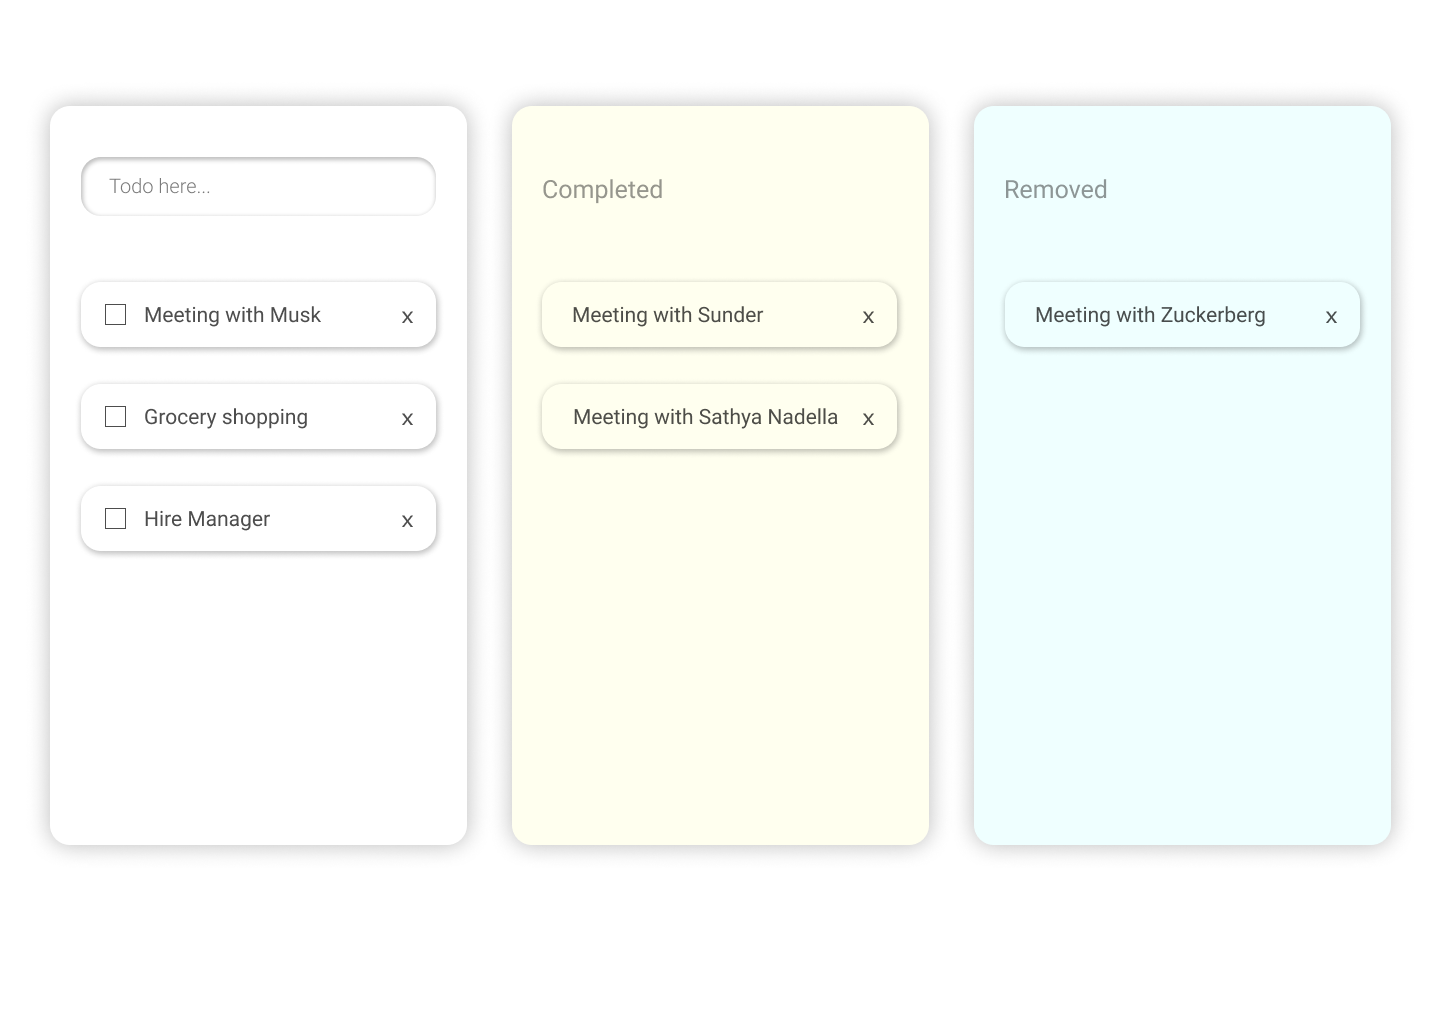 Todo here...
Meeting with Musk x
Grocery shopping x
Hire Manager x
Completed
Meeting with Sunder x
Meeting with Sathya Nadella x
Removed
Meeting with Zuckerberg x